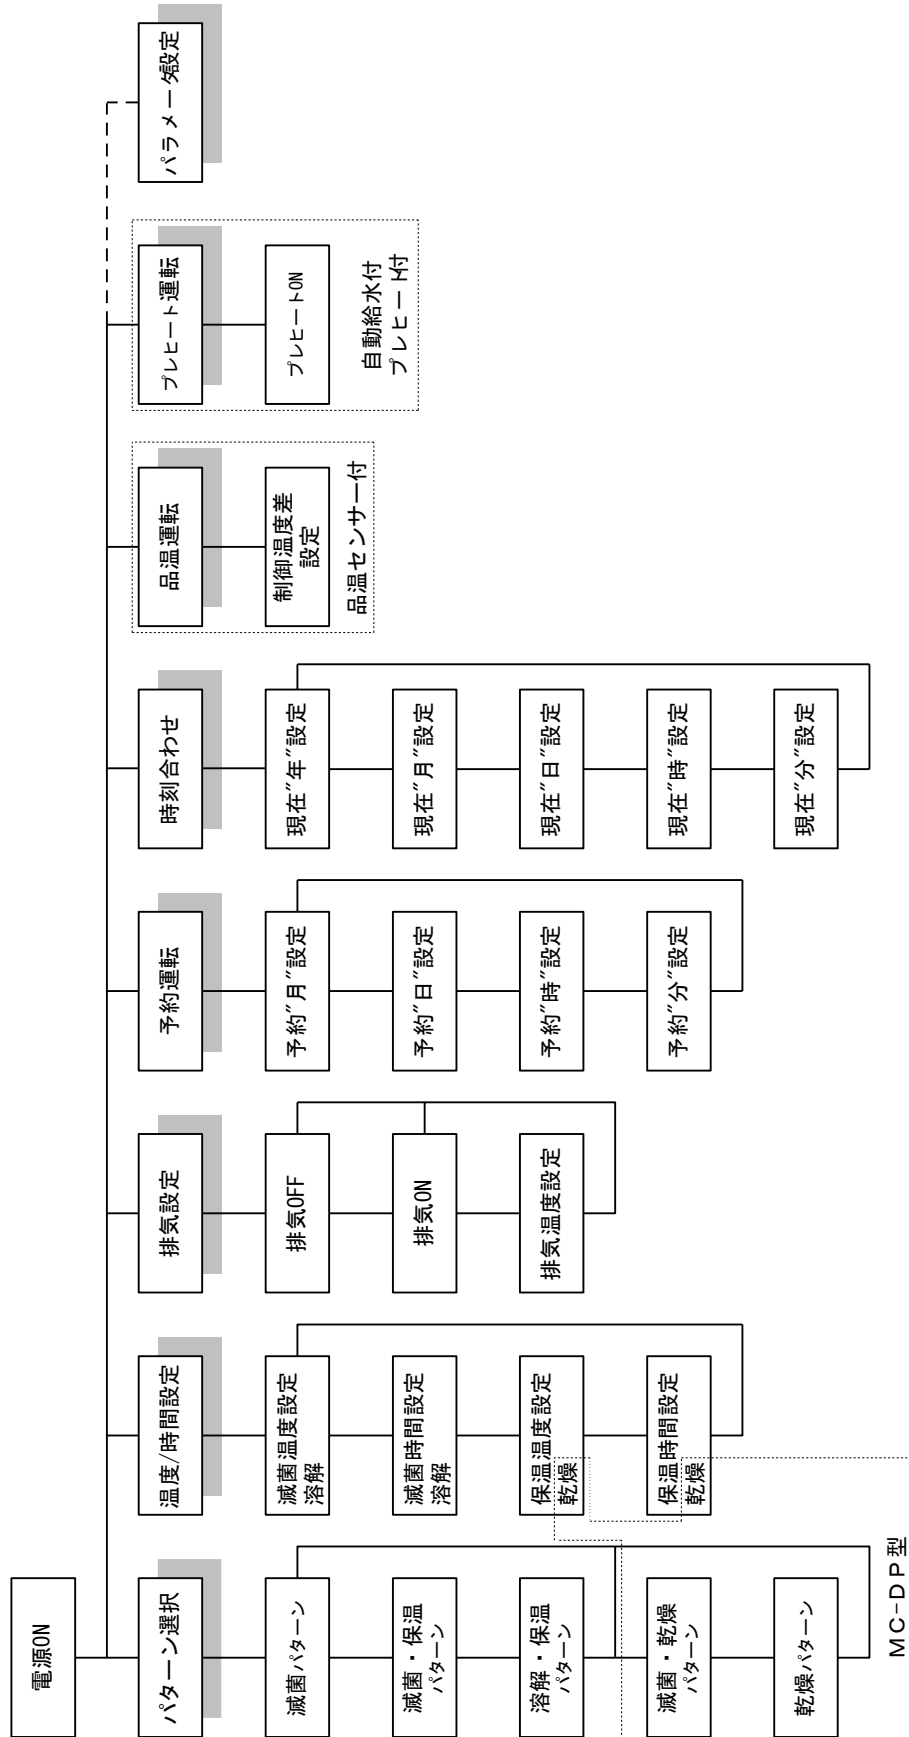 電源ON
パターン選択
滅菌パターン
滅菌・保温
パターン
溶解・保温
パターン
滅菌・乾燥
パターン
乾燥パターン
MC-DP型
温度/時間設定
滅菌温度設定
溶解
滅菌時間設定
溶解
保温温度設定
乾燥
保温時間設定
乾燥
排気設定
排気OFF
排気ON
排気温度設定
予約運転
予約"月"設定
予約"日"設定
予約"時"設定
予約"分"設定
時刻合わせ
現在"年"設定
現在"月"設定
現在"日"設定
現在"時"設定
現在"分"設定
品温運転
制御温度差
設定
品温センサー付
プレヒート運転
プレヒートON
自動給水付
プレヒート付
パラメータ設定